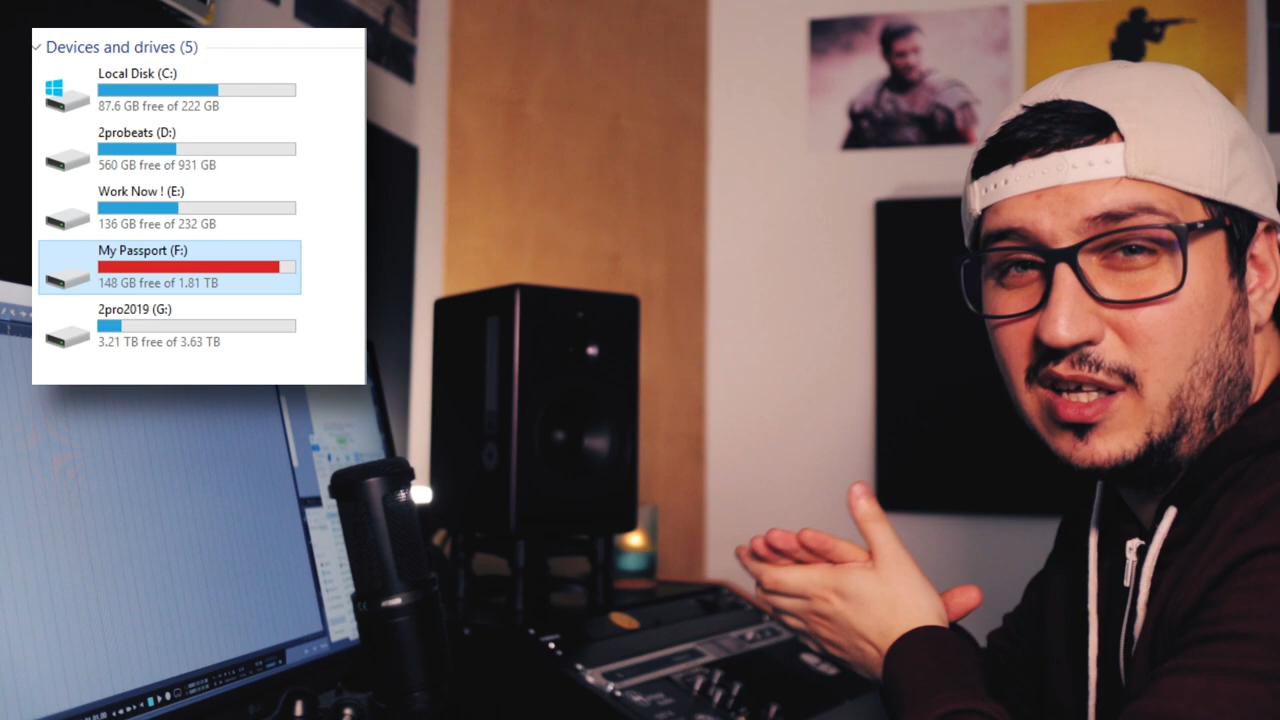 Devices and drives (5)
Local Disk (C:)
87.6 GB free of 222 GB
2probeats (D:)
560 GB free of 931 GB
Work Now ! (E:)
136 GB free of 232 GB
My Passport (F:)
148 GB free of 1.81 TB
2pro2019 (G:)
3.21 TB free of 3.63 TB